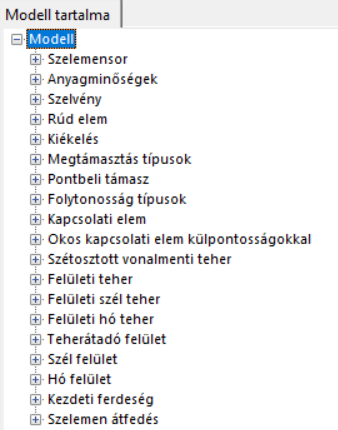 Modell tartalma
Modell
Szelemensor
Anyagminőségek
Szelvény
Rúd elem
Kiékelés
Megtámasztás típusok
Pontbeli támasz
Folytonosság típusok
Kapcsolati elem
Okos kapcsolati elem külpontosságokkal
Szétosztott vonalmenti teher
Felületi teher
Felületi szél teher
Felületi hó teher
Teherátadó felület
Szél felület
Hó felület
Kezdeti ferdeség
Szelemen átfedés